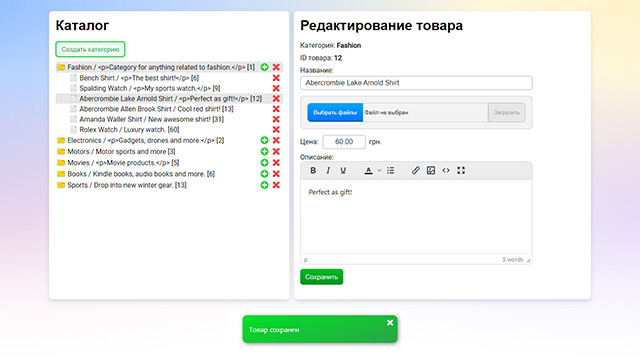 Каталог
Создать категорию
Fashion / <p>Category for anything related to fashion.</p> [1]
Bench Shirt / <p>The best shirt!</p> [6]
Spalding Watch / <p>My sports watch.</p> [9]
Abercrombie Lake Arnold Shirt / <p>Perfect as gift!</p> [12]
Abercrombie Allen Brook Shirt / Cool red shirt! [13]
Amanda Waller Shirt / New awesome shirt! [31]
Rolex Watch / Luxury watch. [60]
Electronics / <p>Gadgets, drones and more.</p> [2]
Motors / Motor sports and more [3]
Movies / <p>Movie products.</p> [5]
Books / Kindle books, audio books and more. [6]
Sports / Drop into new winter gear. [13]
Редактирование товара
Категория: Fashion
ID товара: 12
Название:
Abercrombie Lake Arnold Shirt
Выбрать файлы Файл не выбран Загрузить
Цена: 60.00 грн.
Описание:
B I U A
Perfect as gift!
p 3 words
Сохранить
Товар сохранен